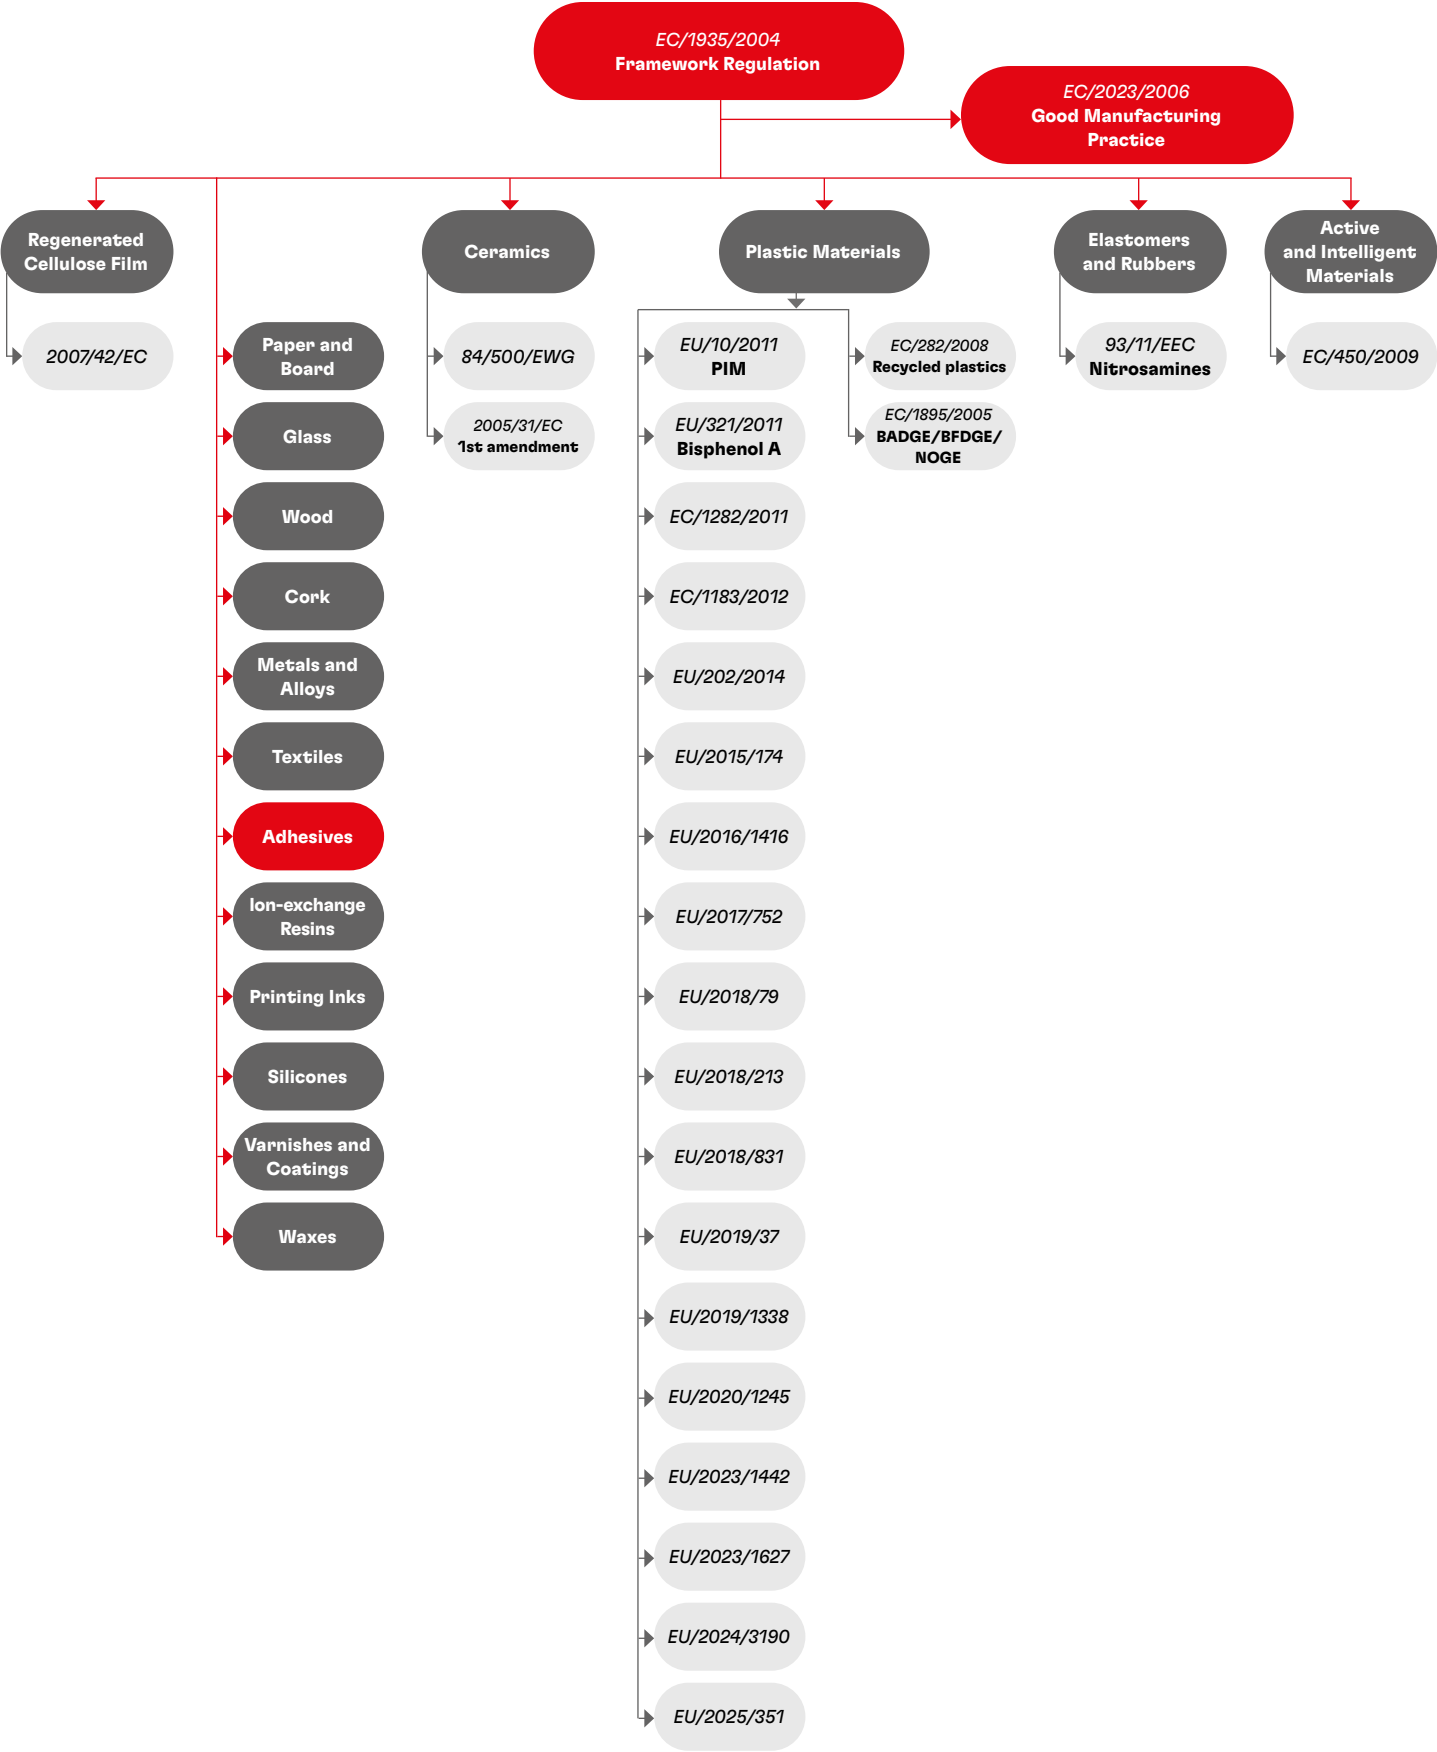 EC/1935/2004
Framework Regulation
EC/2023/2006
Good Manufacturing
Practice
Regenerated
Cellulose Film
2007/42/EC
Paper and
Board
Glass
Wood
Cork
Metals and
Alloys
Textiles
Adhesives
Ion-exchange
Resins
Printing Inks
Silicones
Varnishes and
Coatings
Waxes
Ceramics
84/500/EWG
2005/31/EC
1st amendment
Plastic Materials
EU/10/2011
PIM
EU/321/2011
Bisphenol A
EC/1282/2011
EC/1183/2012
EU/202/2014
EU/2015/174
EU/2016/1416
EU/2017/752
EU/2018/79
EU/2018/213
EU/2018/831
EU/2019/37
EU/2019/1338
EU/2020/1245
EU/2023/1442
EU/2023/1627
EU/2024/3190
EU/2025/351
EC/282/2008
Recycled plastics
EC/1895/2005
BADGE/BFDGE/
NOGE
Elastomers
and Rubbers
93/11/EEC
Nitrosamines
Active
and Intelligent
Materials
EC/450/2009